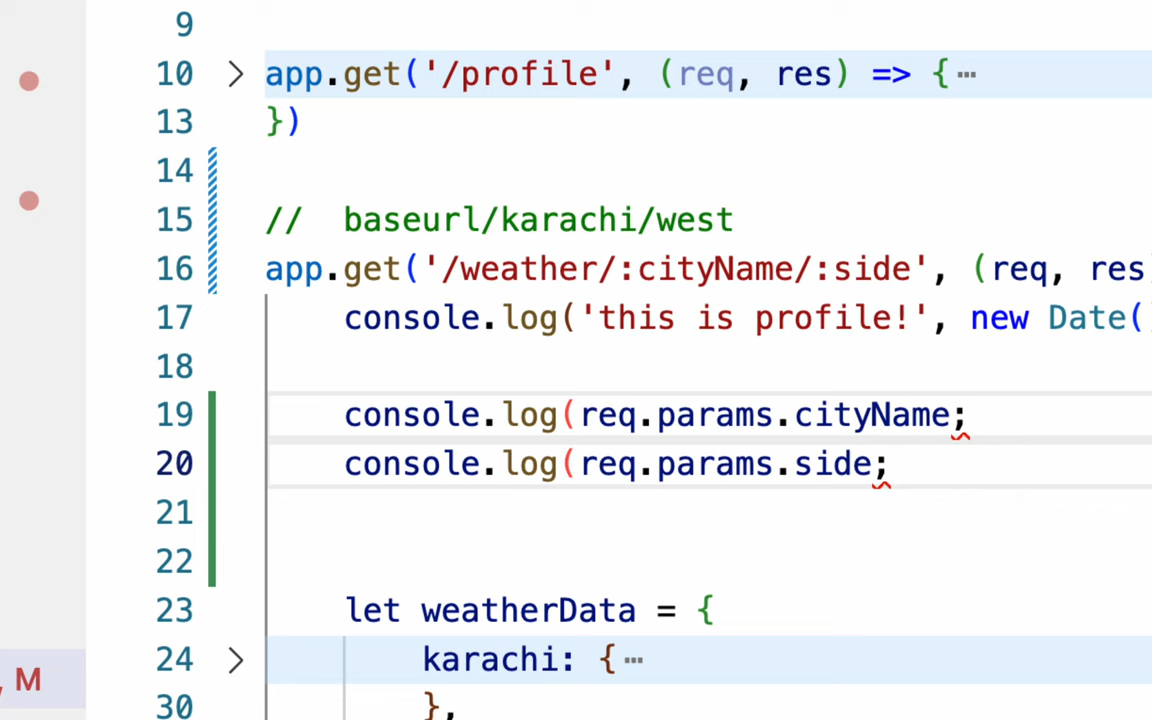 9
10 > app.get('/profile', (req, res) => {⋯
13 })
14
15 // baseurl/karachi/west
16 app.get('/weather/:cityName/:side', (req, res
17 console.log('this is profile!', new Date(
18
19 console.log(req.params.cityName;
20 console.log(req.params.side;
21
22
23 let weatherData = {
24 > karachi: {⋯
, M
30 },